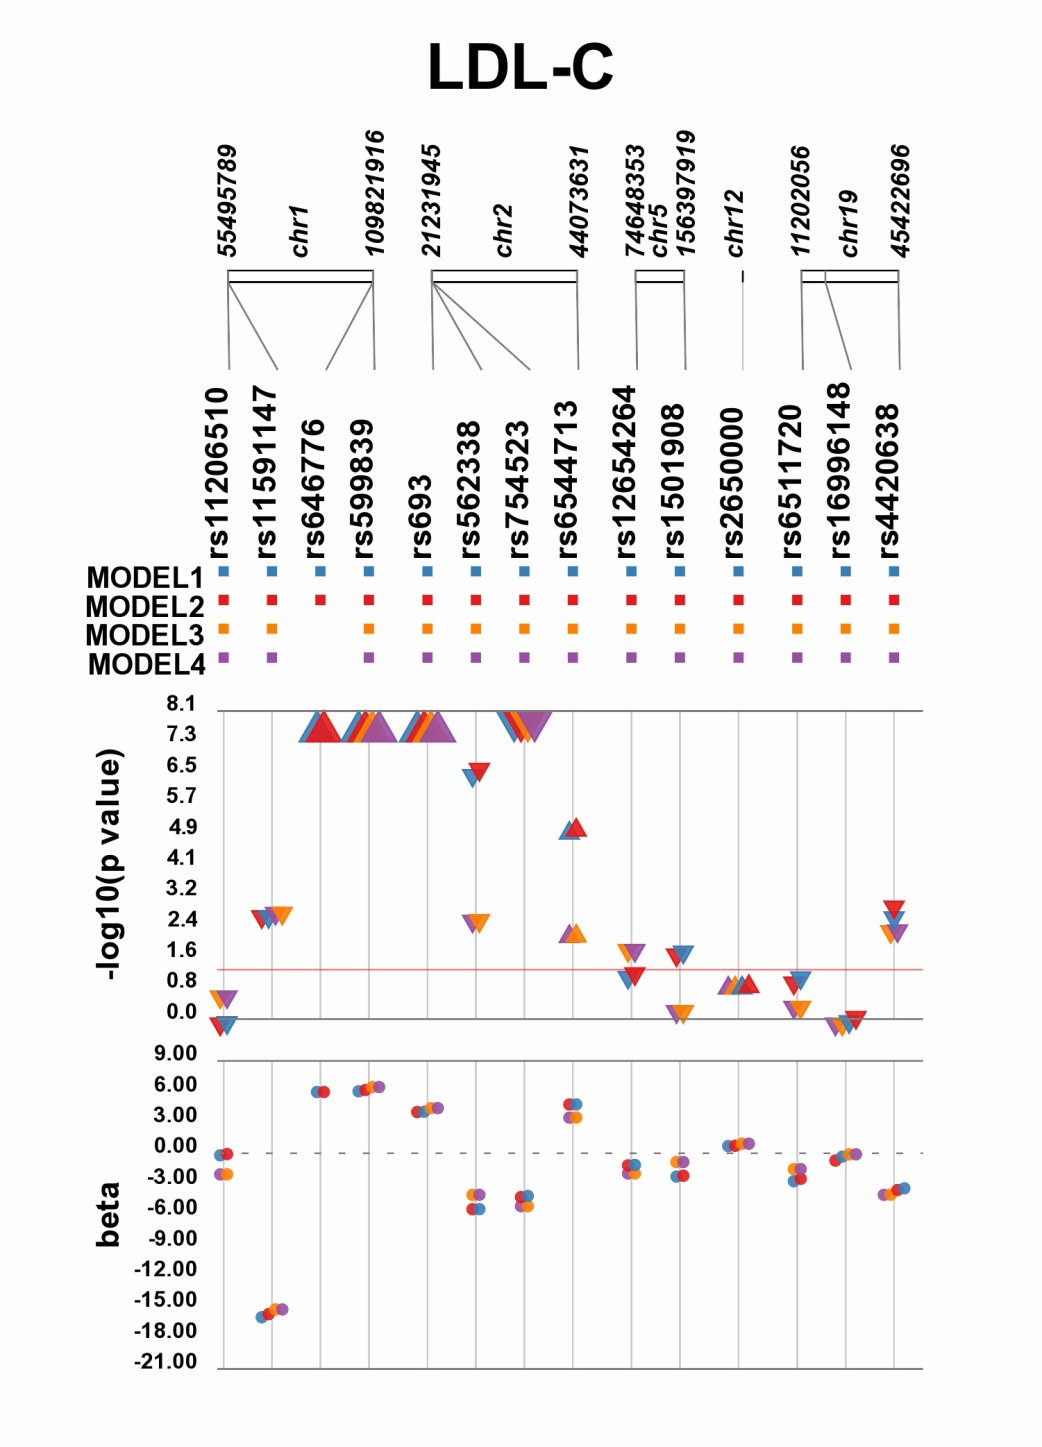 LDL-C
55495789
chr1
109821916
21231945
chr2
44073631
74648353
chr5
156397919
chr12
11202056
chr19
45422696
rs11206510
rs11591147
rs646776
rs599839
rs693
rs562338
rs754523
rs6544713
rs12654264
rs1501908
rs2650000
rs6511720
rs16996148
rs4420638
MODEL1
MODEL2
MODEL3
MODEL4
-log10(p value)
8.1
7.3
6.5
5.7
4.9
4.1
3.2
2.4
1.6
0.8
0.0
beta
9.00
6.00
3.00
0.00
-3.00
-6.00
-9.00
-12.00
-15.00
-18.00
-21.00